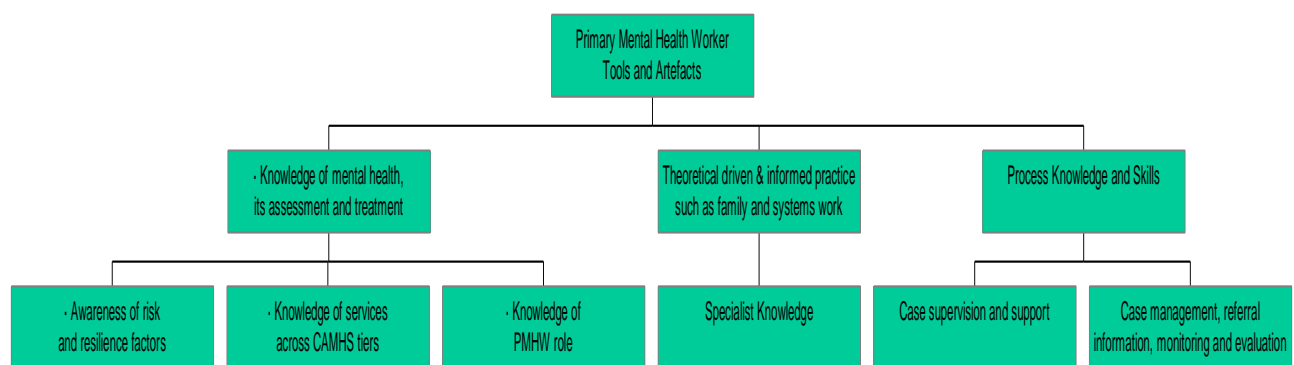 Primary Mental Health Worker
Tools and Artefacts
- Knowledge of mental health,
its assessment and treatment
Theoretical driven & informed practice
such as family and systems work
Process Knowledge and Skills
- Awareness of risk
and resilience factors
- Knowledge of services
across CAMHS tiers
- Knowledge of
PMHW role
Specialist Knowledge
Case supervision and support
Case management, referral
information, monitoring and evaluation